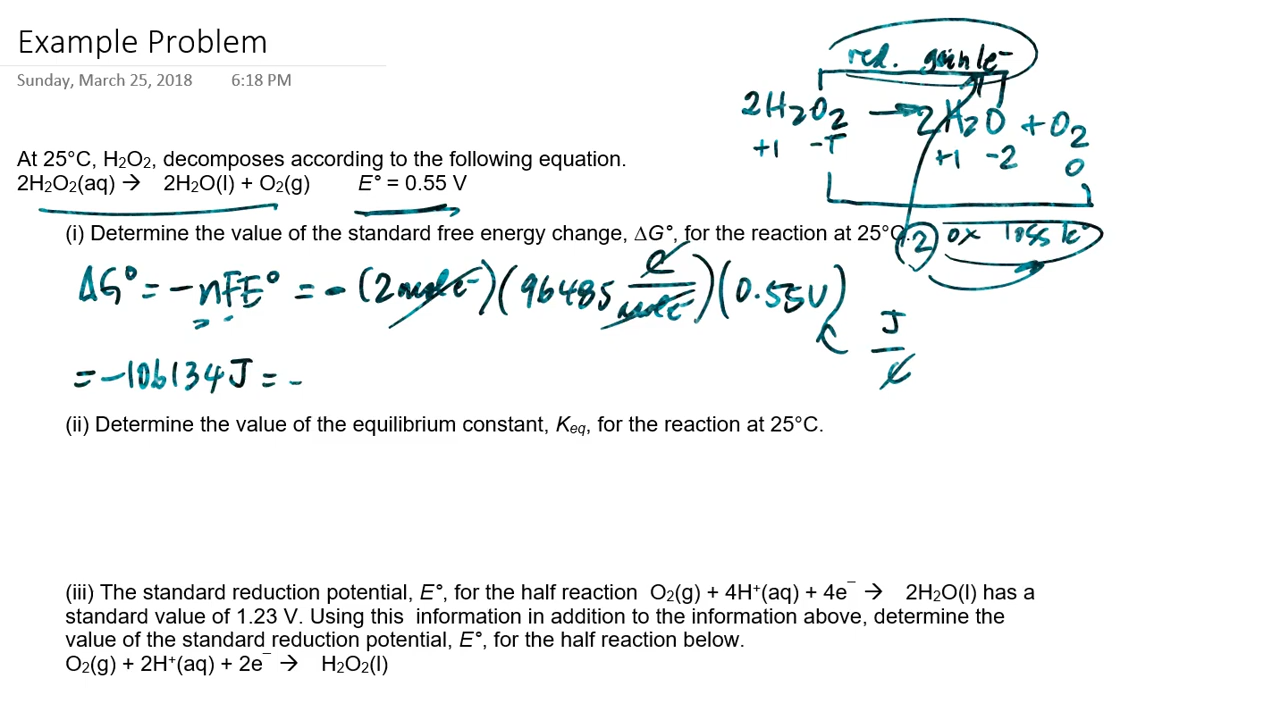 Example Problem
Sunday, March 25, 2018 6:18 PM
red. gain 1e⁻
2H₂O₂ → 2H₂O + O₂
+1 -1 +1 -2 0
At 25°C, H₂O₂, decomposes according to the following equation.
2H₂O₂(aq) → 2H₂O(l) + O₂(g) E° = 0.55 V
(i) Determine the value of the standard free energy change, ΔG°, for the reaction at 25°C.
2 ox loss 1e⁻
ΔG° = -nFE° = -(2 mol e⁻)(96485 C/mol e⁻)(0.55V)
J/C
= -106134 J = -
(ii) Determine the value of the equilibrium constant, Keq, for the reaction at 25°C.
(iii) The standard reduction potential, E°, for the half reaction O₂(g) + 4H⁺(aq) + 4e⁻ → 2H₂O(l) has a
standard value of 1.23 V. Using this information in addition to the information above, determine the
value of the standard reduction potential, E°, for the half reaction below.
O₂(g) + 2H⁺(aq) + 2e⁻ → H₂O₂(l)